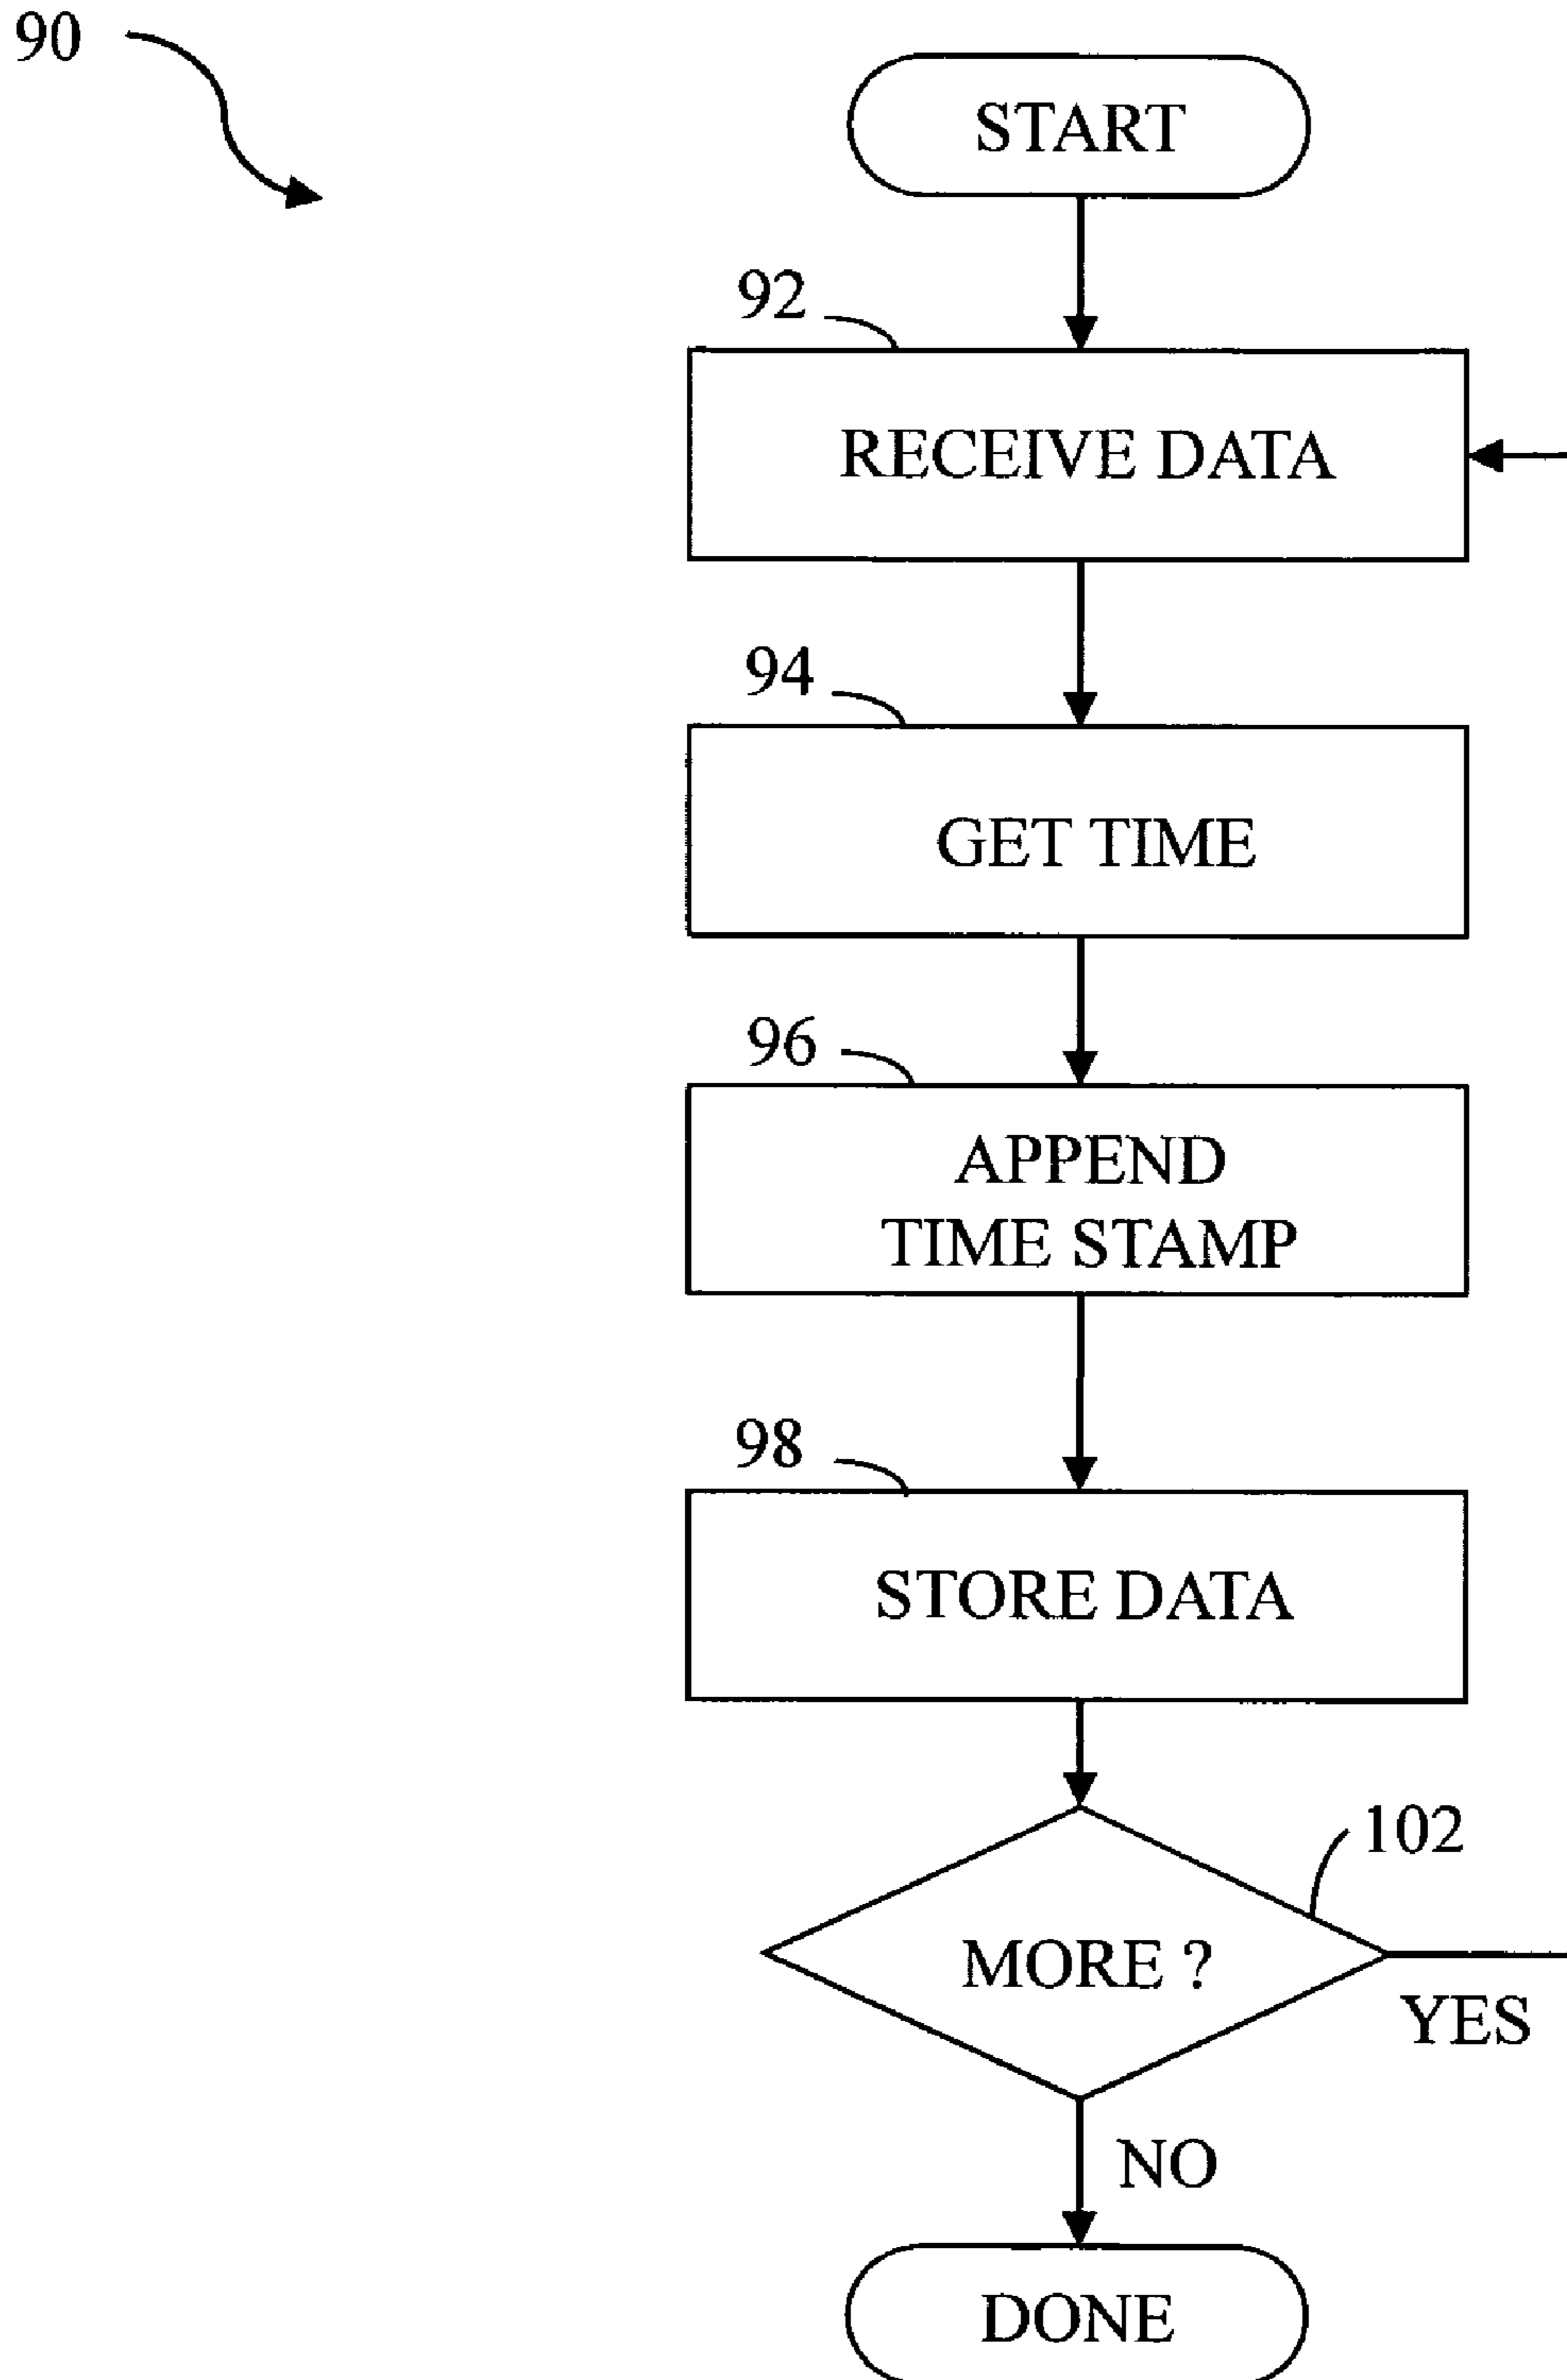 90
START
92
RECEIVE DATA
94
GET TIME
96
APPEND
TIME STAMP
98
STORE DATA
102
MORE ?
YES
NO
DONE